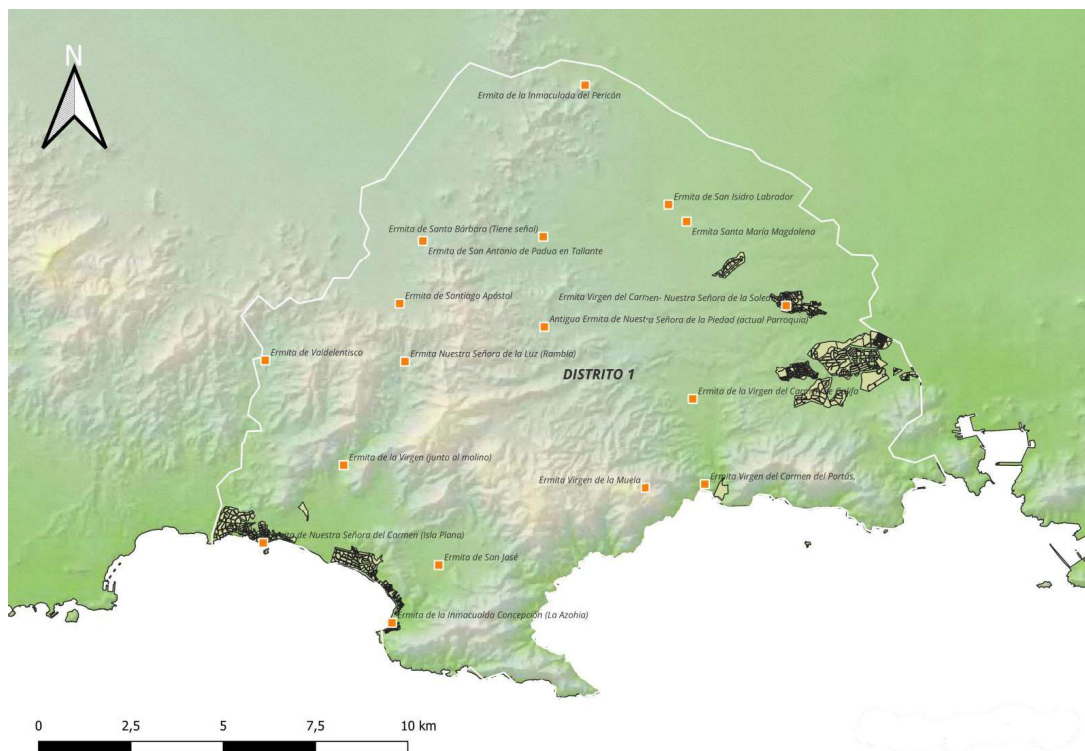 N
Ermita de la Inmaculada del Pericón
Ermita de San Isidro Labrador
Ermita Santa María Magdalena
Ermita de Santa Bárbara (Tiene señal)
Ermita de San Antonio de Padua en Tallante
Ermita Virgen del Carmen- Nuestra Señora de la
Ermita de Santiago Apóstol
Antigua Ermita de Nuestra Señora de la Piedad (actual Parroquia)
Ermita de Valdelentisco
Ermita Nuestra Señora de la Luz (Rambla)
DISTRITO 1
Ermita de la Virgen del Carmen de
Ermita de la Virgen (junto al molino)
Ermita Virgen de la Muela
Ermita Virgen del Carmen del Portús,
de Nuestra Señora del Carmen (Isla Plana)
Ermita de San José
Ermita de la Inmacualda Concepción (La Azohia)
0 2,5 5 7,5 10 km